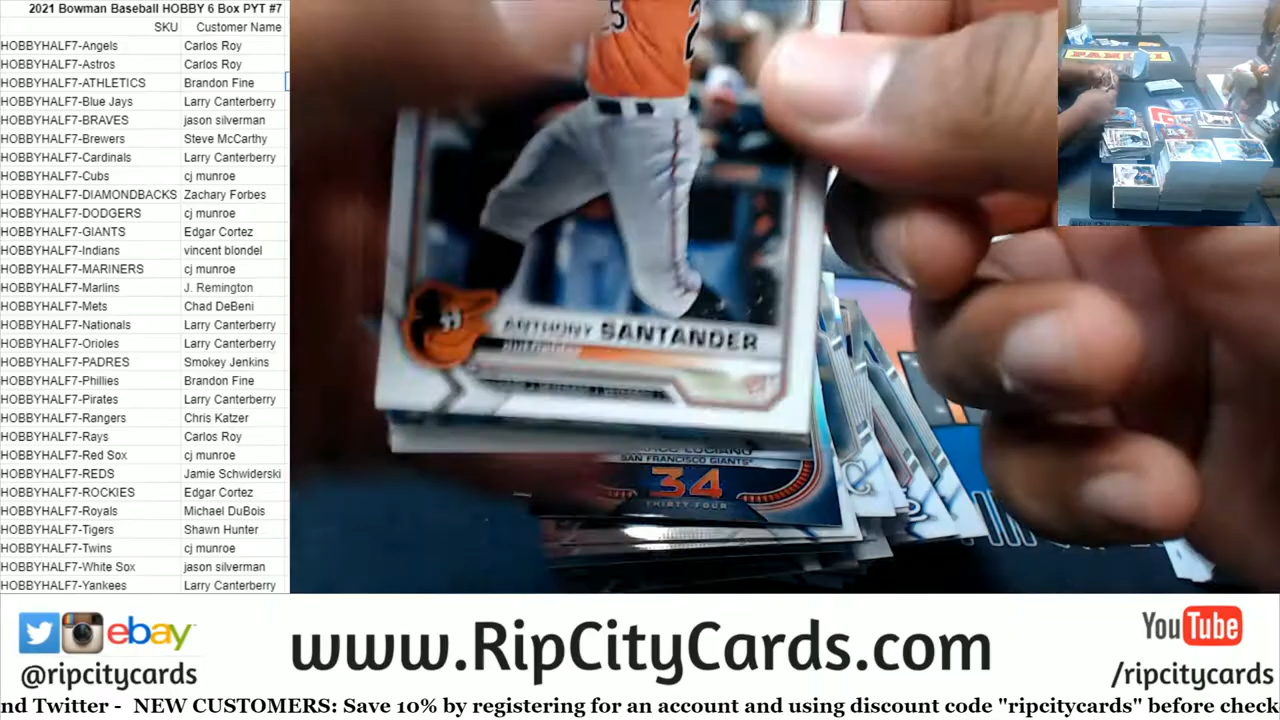 2021 Bowman Baseball HOBBY 6 Box PYT #7
SKU Customer Name
HOBBYHALF7-Angels Carlos Roy
HOBBYHALF7-Astros Carlos Roy
HOBBYHALF7-ATHLETICS Brandon Fine
HOBBYHALF7-Blue Jays Larry Canterberry
HOBBYHALF7-BRAVES jason silverman
HOBBYHALF7-Brewers Steve McCarthy
HOBBYHALF7-Cardinals Larry Canterberry
HOBBYHALF7-Cubs cj munroe
HOBBYHALF7-DIAMONDBACKS Zachary Forbes
HOBBYHALF7-DODGERS cj munroe
HOBBYHALF7-GIANTS Edgar Cortez
HOBBYHALF7-Indians vincent blondel
HOBBYHALF7-MARINERS cj munroe
HOBBYHALF7-Marlins J. Remington
HOBBYHALF7-Mets Chad DeBeni
HOBBYHALF7-Nationals Larry Canterberry
HOBBYHALF7-Orioles Larry Canterberry
HOBBYHALF7-PADRES Smokey Jenkins
HOBBYHALF7-Phillies Brandon Fine
HOBBYHALF7-Pirates Larry Canterberry
HOBBYHALF7-Rangers Chris Katzer
HOBBYHALF7-Rays Carlos Roy
HOBBYHALF7-Red Sox cj munroe
HOBBYHALF7-REDS Jamie Schwiderski
HOBBYHALF7-ROCKIES Edgar Cortez
HOBBYHALF7-Royals Michael DuBois
HOBBYHALF7-Tigers Shawn Hunter
HOBBYHALF7-Twins cj munroe
HOBBYHALF7-White Sox jason silverman
HOBBYHALF7-Yankees Larry Canterberry
ANTHONY SANTANDER
LUCIANO
SAN FRANCISCO GIANTS
34
THIRTY-FOUR
PANINI
ebay
@ripcitycards
www.RipCityCards.com
YouTube
/ripcitycards
nd Twitter - NEW CUSTOMERS: Save 10% by registering for an account and using discount code "ripcitycards" before check